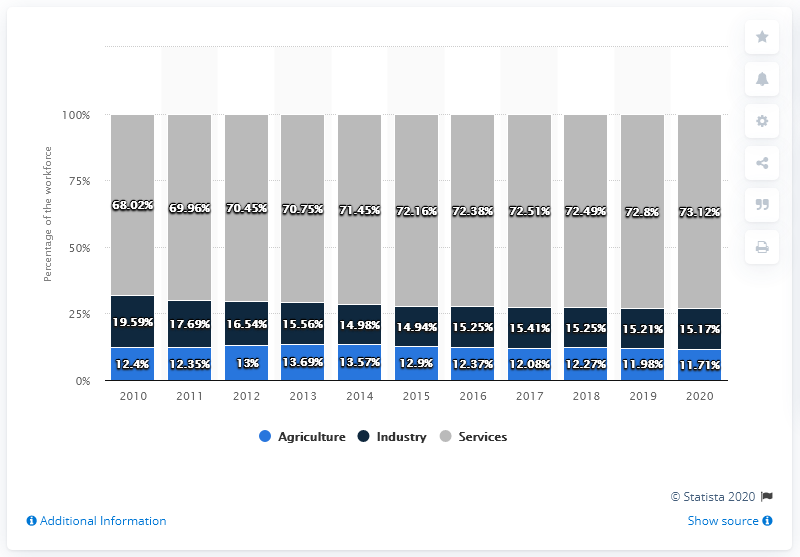 Percentage of the workforce
100%
75%
50%
25%
0%
68.02% 69.96% 70.45% 70.75% 71.45% 72.16% 72.38% 72.51% 72.49% 72.8% 73.12%
19.59% 17.69% 16.54% 15.56% 14.98% 14.94% 15.25% 15.41% 15.25% 15.21% 15.17%
12.4% 12.35% 13% 13.69% 13.57% 12.9% 12.37% 12.08% 12.27% 11.98% 11.71%
2010 2011 2012 2013 2014 2015 2016 2017 2018 2019 2020
Agriculture Industry Services
© Statista 2020
Additional Information Show source